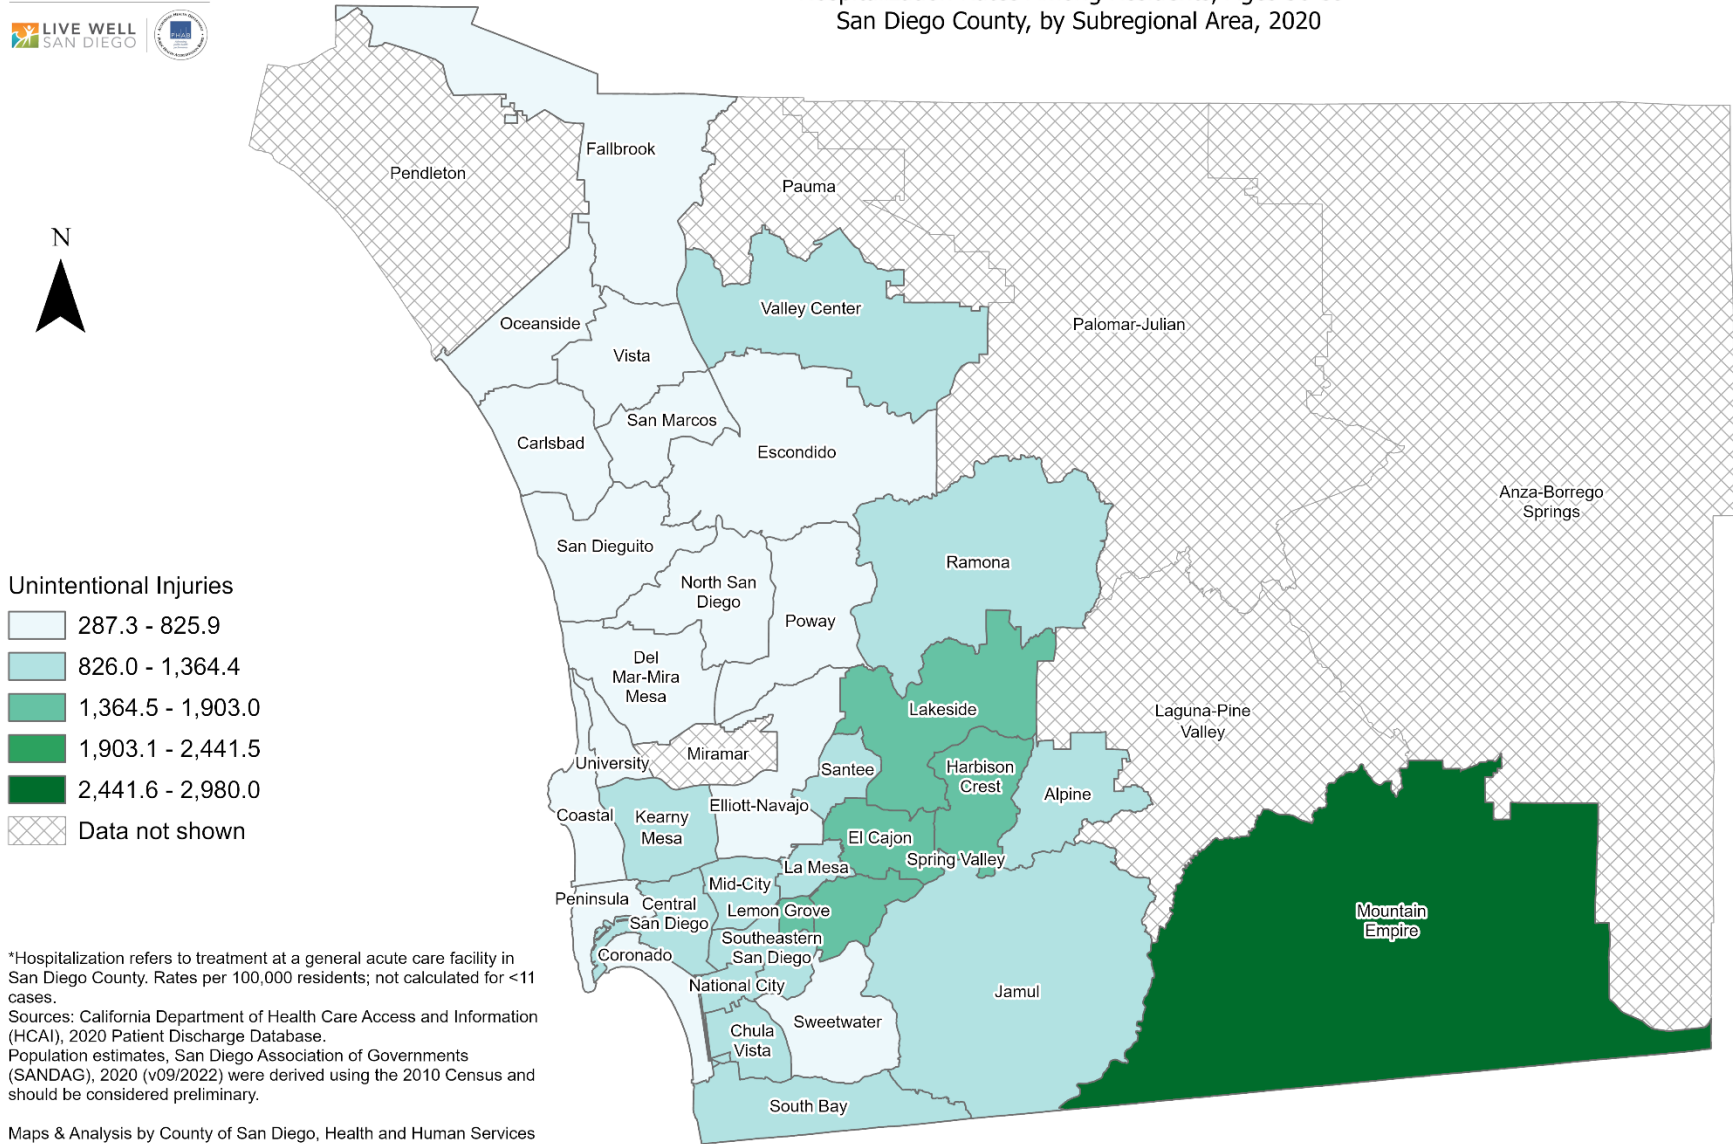 LIVE WELL
SAN DIEGO
PHAB
San Diego County, by Subregional Area, 2020
N
Pendleton
Fallbrook
Pauma
Valley Center
Palomar-Julian
Oceanside
Vista
San Marcos
Carlsbad
Escondido
Anza-Borrego
Springs
San Dieguito
Ramona
North San
Diego
Poway
Del
Mar-Mira
Mesa
Lakeside
Laguna-Pine
Valley
Miramar
University
Santee
Harbison
Crest
Alpine
Elliott-Navajo
Coastal
Kearny
Mesa
El Cajon
Spring Valley
La Mesa
Mid-City
Peninsula
Central
San Diego
Lemon Grove
Mountain
Empire
Southeastern
San Diego
Coronado
National City
Jamul
Sweetwater
Chula
Vista
South Bay
Unintentional Injuries
287.3 - 825.9
826.0 - 1,364.4
1,364.5 - 1,903.0
1,903.1 - 2,441.5
2,441.6 - 2,980.0
Data not shown
*Hospitalization refers to treatment at a general acute care facility in
San Diego County. Rates per 100,000 residents; not calculated for <11
cases.
Sources: California Department of Health Care Access and Information
(HCAI), 2020 Patient Discharge Database.
Population estimates, San Diego Association of Governments
(SANDAG), 2020 (v09/2022) were derived using the 2010 Census and
should be considered preliminary.
Maps & Analysis by County of San Diego, Health and Human Services